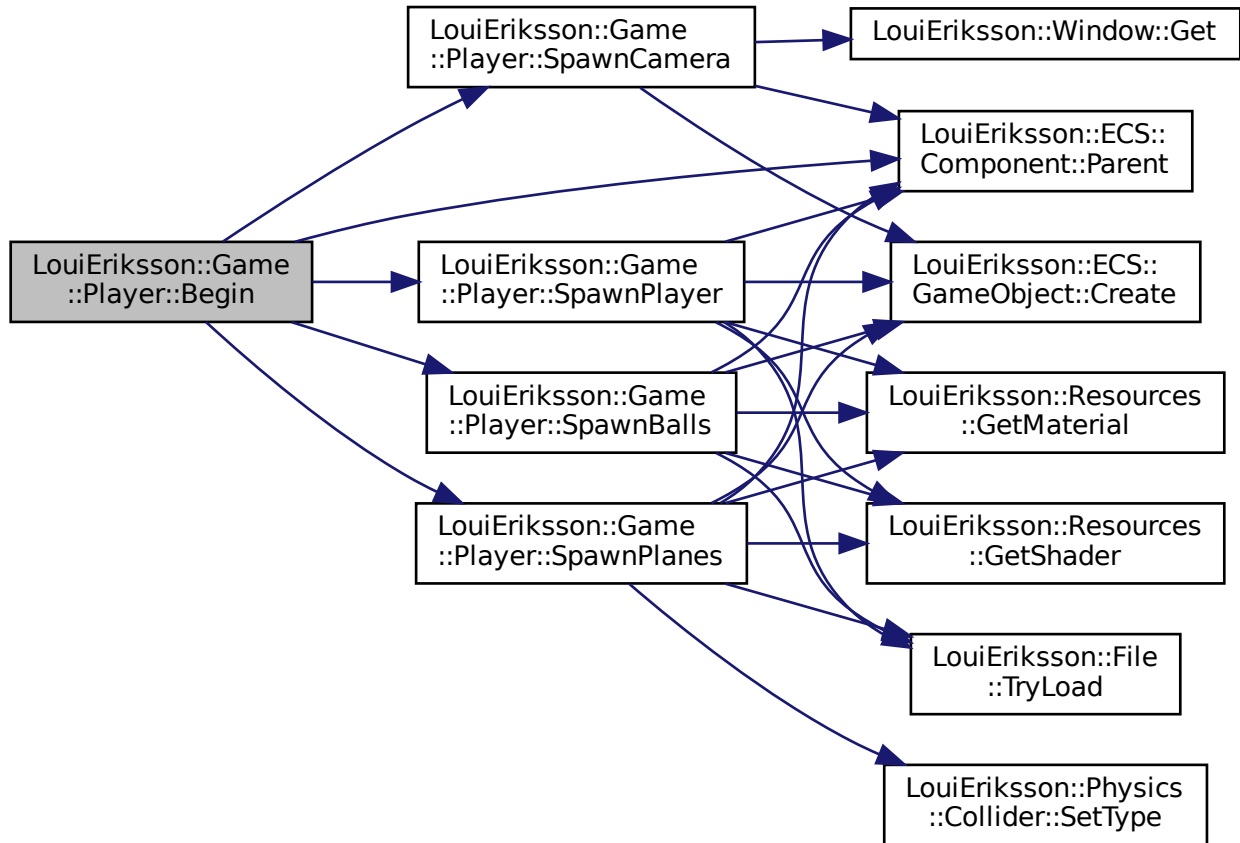 LouiEriksson::Game
::Player::Begin
LouiEriksson::Game
::Player::SpawnCamera
LouiEriksson::Game
::Player::SpawnPlayer
LouiEriksson::Game
::Player::SpawnBalls
LouiEriksson::Game
::Player::SpawnPlanes
LouiEriksson::Window::Get
LouiEriksson::ECS::
Component::Parent
LouiEriksson::ECS::
GameObject::Create
LouiEriksson::Resources
::GetMaterial
LouiEriksson::Resources
::GetShader
LouiEriksson::File
::TryLoad
LouiEriksson::Physics
::Collider::SetType